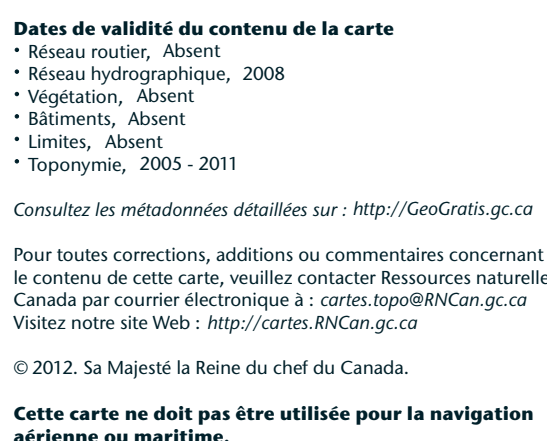 Dates de validité du contenu de la carte
• Réseau routier, Absent
• Réseau hydrographique, 2008
• Végétation, Absent
• Bâtiments, Absent
• Limites, Absent
• Toponymie, 2005 - 2011
Consultez les métadonnées détaillées sur : http://GeoGratis.gc.ca
Pour toutes corrections, additions ou commentaires concernant
le contenu de cette carte, veuillez contacter Ressources naturelle
Canada par courrier électronique à : cartes.topo@RNCan.gc.ca
Visitez notre site Web : http://cartes.RNCan.gc.ca
© 2012. Sa Majesté la Reine du chef du Canada.
Cette carte ne doit pas être utilisée pour la navigation
aérienne ou maritime.